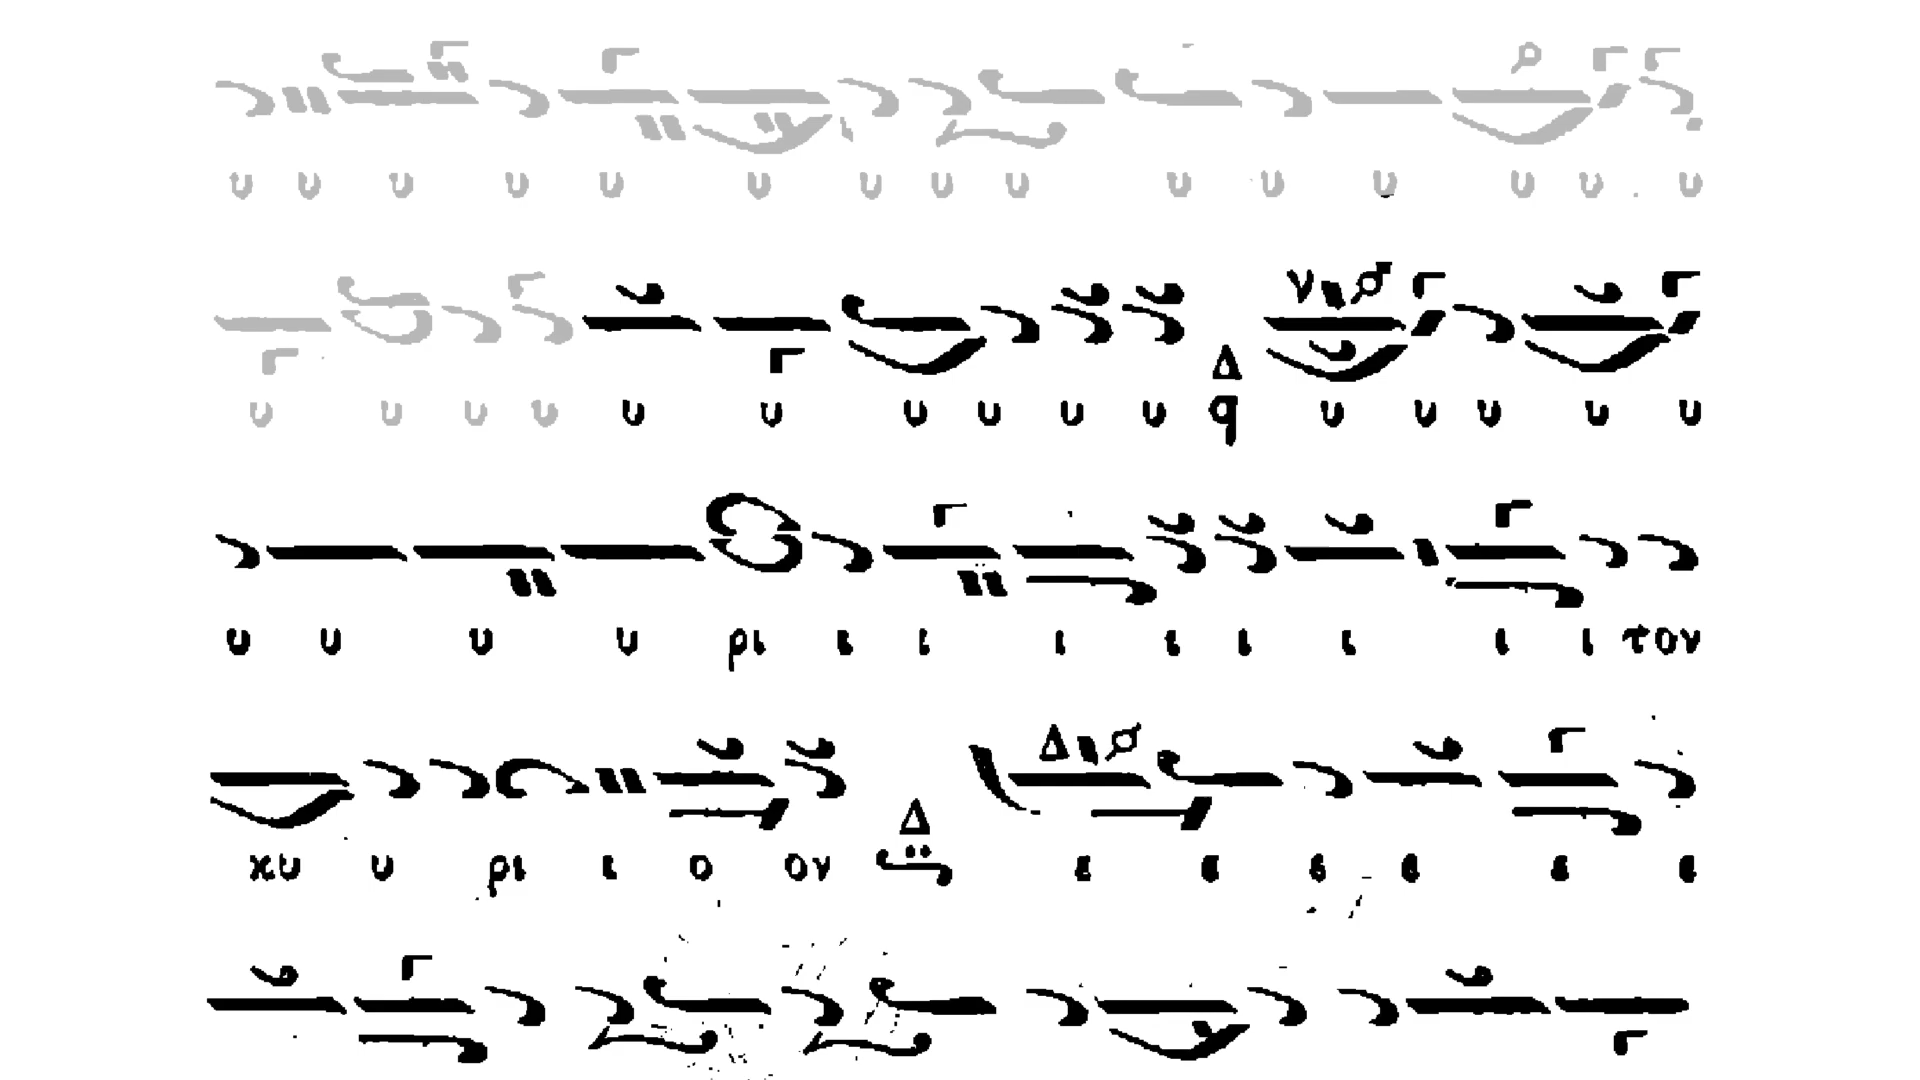 υ υ υ υ υ υ υ υ υ υ υ υ υ υ υ
υ υ υ υ υ υ υ υ υ υ Δ q υ υ υ υ υ
υ υ υ υ ρι ι ι ι ι ι ι ι ι τον
χυ υ ρι ι ο ον Δ ε ε ε ε ε ε